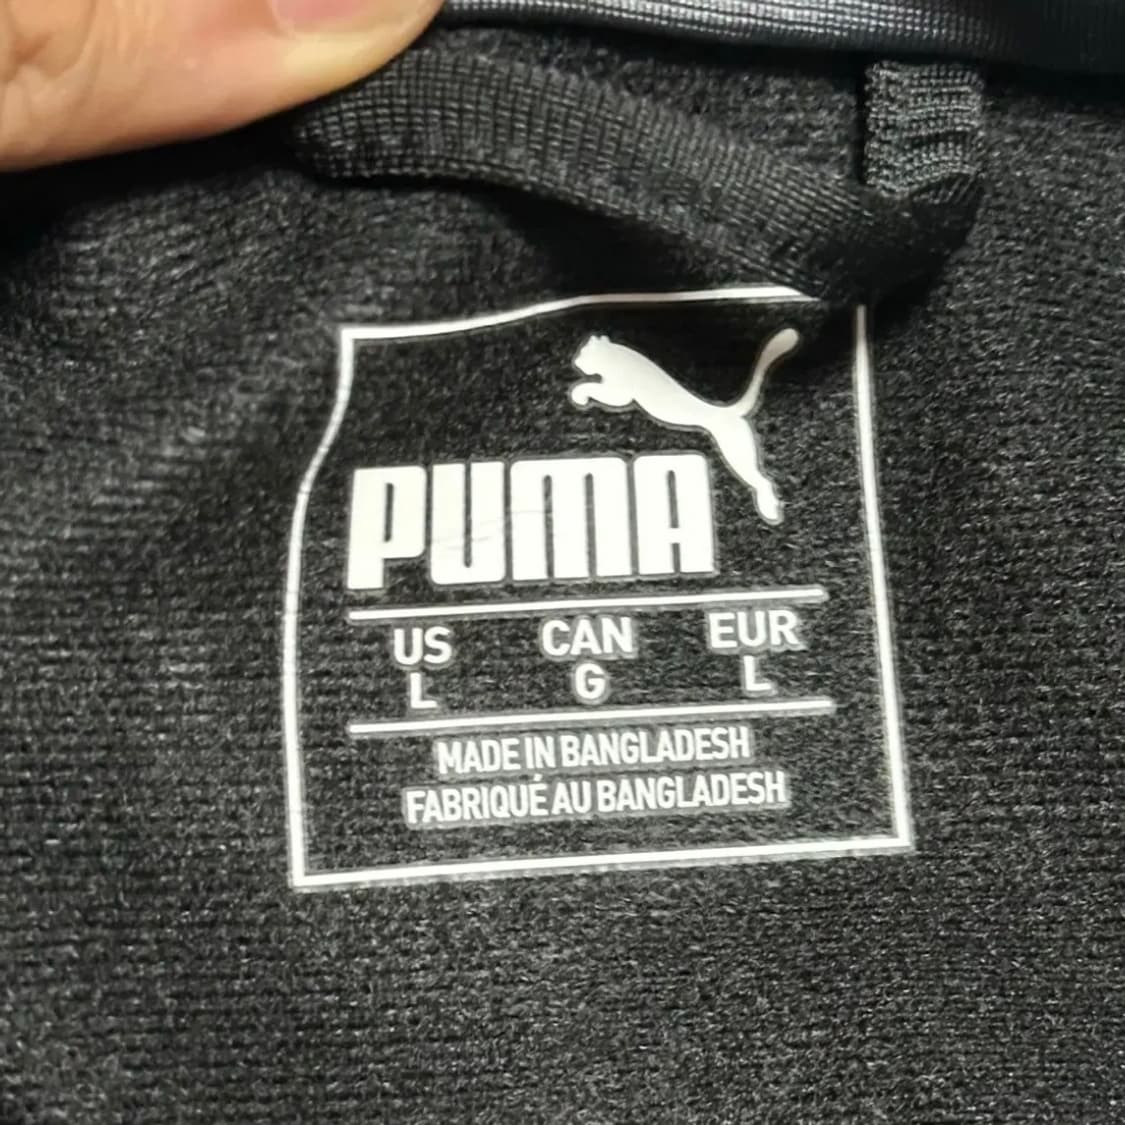 PUMA
US CAN EUR
L G L
MADE IN BANGLADESH
FABRIQUÉ AU BANGLADESH